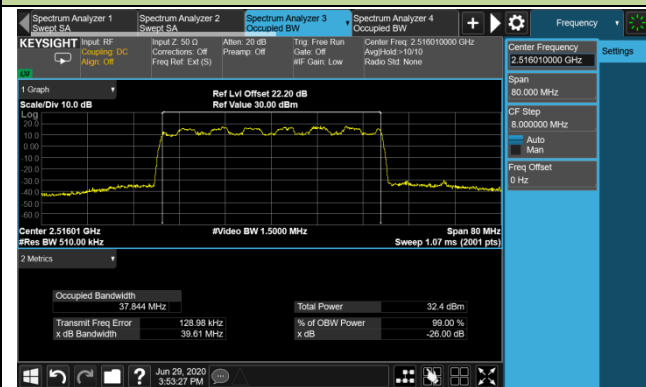 Spectrum Analyzer 1 Swept SA
Spectrum Analyzer 2 Swept SA
Spectrum Analyzer 3 Occupied BW
Spectrum Analyzer 4 Occupied BW
Frequency
KEYSIGHT
Input: RF
Coupling: DC
Align: Off
Input Z: 50 Ω
Corrections: Off
Freq Ref: Ext (S)
Atten: 20 dB
Preamp: Off
Trig: Free Run
Gate: Off
#IF Gain: Low
Center Freq: 2.516010000 GHz
Avg|Hold:>10/10
Radio Std: None
1 Graph
Scale/Div 10.0 dB
Ref Lvl Offset 22.20 dB
Ref Value 30.00 dBm
Log
20.0
10.0
0.00
-10.0
-20.0
-30.0
-40.0
-50.0
-60.0
Center 2.51601 GHz
#Res BW 510.00 kHz
#Video BW 1.5000 MHz
Span 80 MHz
Sweep 1.07 ms (2001 pts)
2 Metrics
Occupied Bandwidth
37.844 MHz
Transmit Freq Error 128.98 kHz
x dB Bandwidth 39.61 MHz
Total Power 32.4 dBm
% of OBW Power 99.00 %
x dB -26.00 dB
Center Frequency
2.516010000 GHz
Span
80.000 MHz
CF Step
8.000000 MHz
Auto
Man
Freq Offset
0 Hz
Settings
Jun 29, 2020
3:53:27 PM